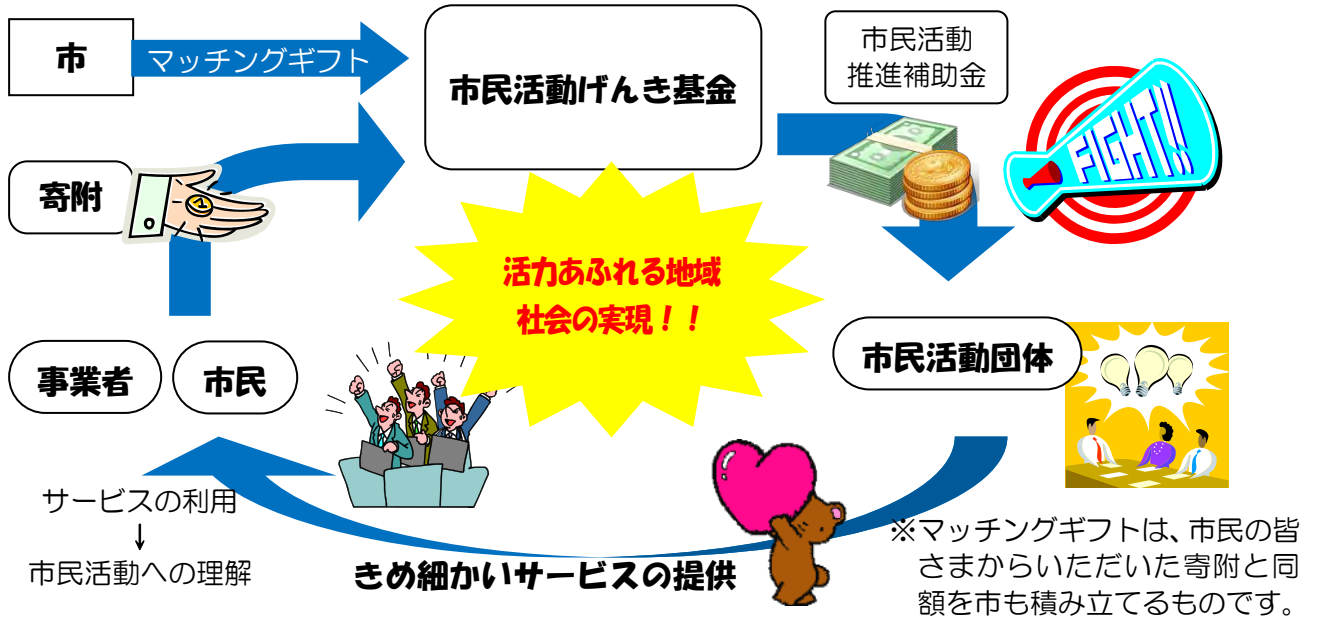 市
マッチングギフト
市民活動げんき基金
市民活動
推進補助金
FIGHT!!
寄附
活力あふれる地域
社会の実現！！
事業者
市民
市民活動団体
サービスの利用
↓
市民活動への理解
きめ細かいサービスの提供
※マッチングギフトは、市民の皆
さまからいただいた寄附と同
額を市も積み立てるものです。